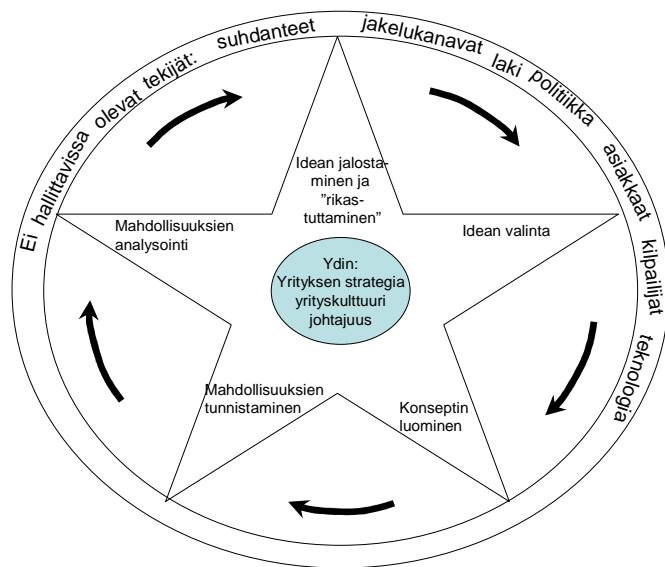 Ei hallittavissa olevat tekijät: suhdanteet jakelukanavat laki politiikka asiakkaat kilpailijat teknologia
Idean jalosta-
minen ja
”rikas-
tuttaminen”
Mahdollisuuksien
analysointi
Idean valinta
Ydin:
Yrityksen strategia
yrityskulttuuri
johtajuus
Mahdollisuuksien
tunnistaminen
Konseptin
luominen